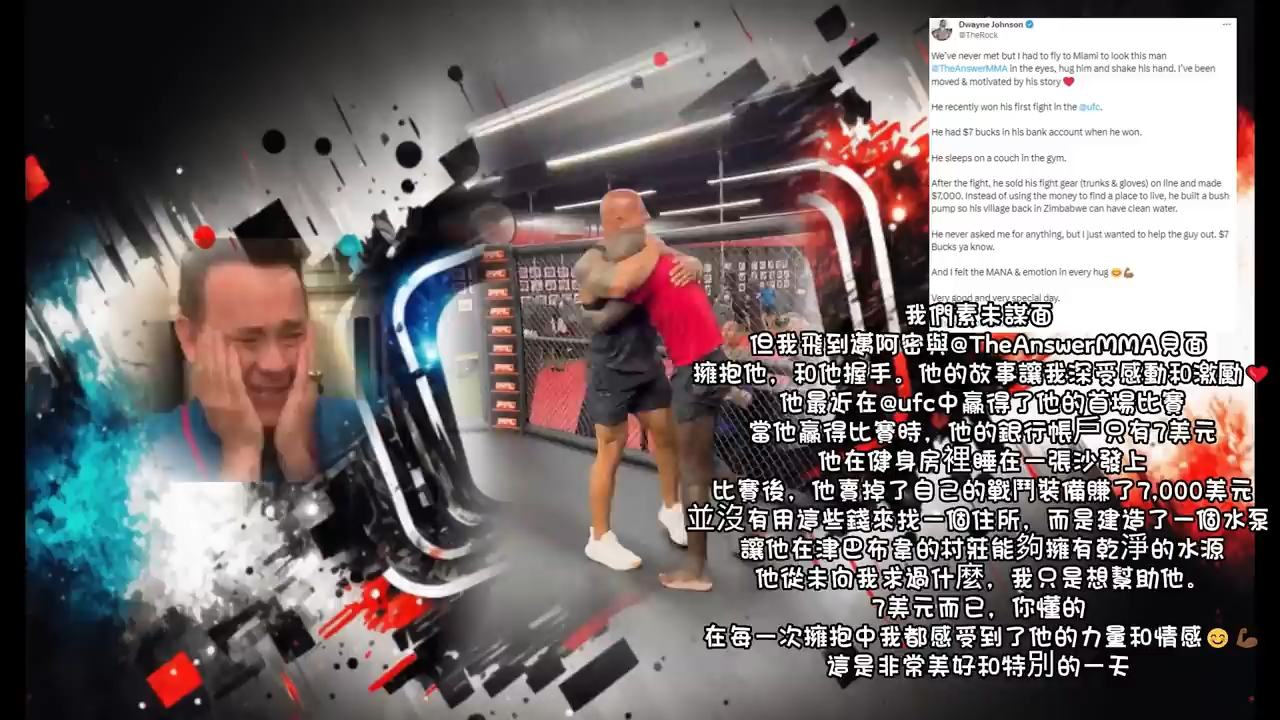 Dwayne Johnson
@TheRock
We've never met but I had to fly to Miami to look this man
@TheAnswerMMA in the eyes, hug him and shake his hand. I've been
moved & motivated by his story ❤️
He recently won his first fight in the @ufc.
He had $7 bucks in his bank account when he won.
He sleeps on a couch in the gym.
After the fight, he sold his fight gear (trunks & gloves) on line and made
$7,000. Instead of using the money to find a place to live, he built a bush
pump so his village back in Zimbabwe can have clean water.
He never asked me for anything, but I just wanted to help the guy out. $7
Bucks ya know.
And I felt the MANA & emotion in every hug 😊💪🏾
Very good and very special day.
我們素未謀面
但我飛到邁阿密與@TheAnswerMMA見面
擁抱他，和他握手。他的故事讓我深受感動和激勵❤️
他最近在@ufc中贏得了他的首場比賽
當他贏得比賽時，他的銀行帳戶只有7美元
他在健身房裡睡在一張沙發上
比賽後，他賣掉了自己的戰鬥裝備賺了7,000美元
並沒有用這些錢來找一個住所，而是建造了一個水泵
讓他在津巴布韋的村莊能夠擁有乾淨的水源
他從未向我求過什麼，我只是想幫助他。
7美元而已，你懂的
在每一次擁抱中我都感受到了他的力量和情感😊💪🏾
這是非常美好和特別的一天